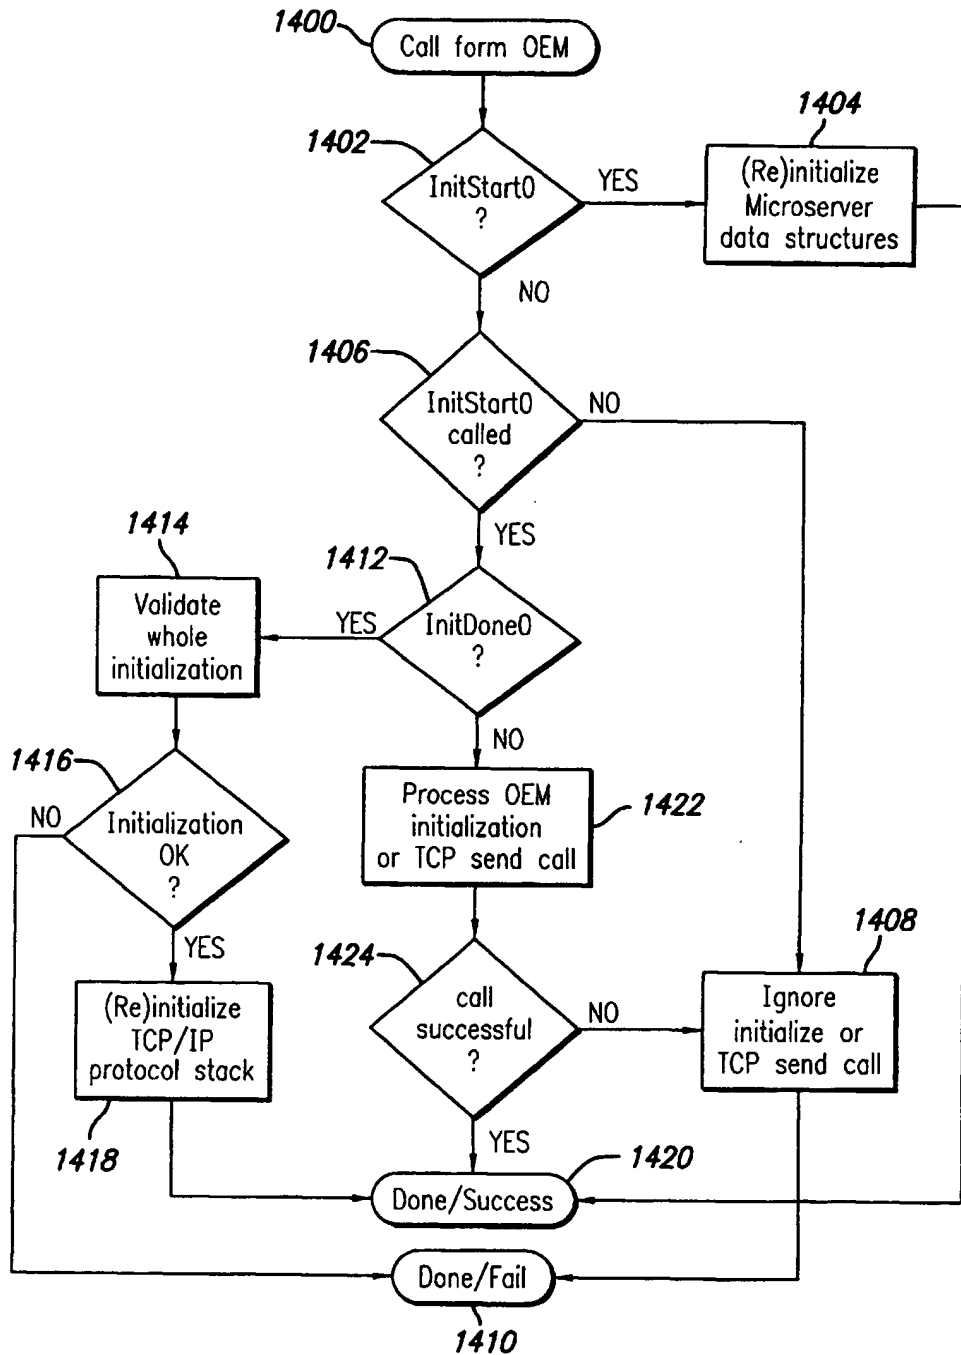 1400
Call form OEM
1402
InitStart()
?
YES
1404
(Re)initialize
Microserver
data structures
NO
1406
InitStart()
called
?
NO
YES
1414
Validate
whole
initialization
1412
InitDone()
?
YES
NO
1416
Initialization
OK
?
NO
YES
Process OEM
initialization
or TCP send call
1422
1424
call
successful
?
NO
YES
1408
Ignore
initialize or
TCP send call
(Re)initialize
TCP/IP
protocol stack
1418
1420
Done/Success
Done/Fail
1410